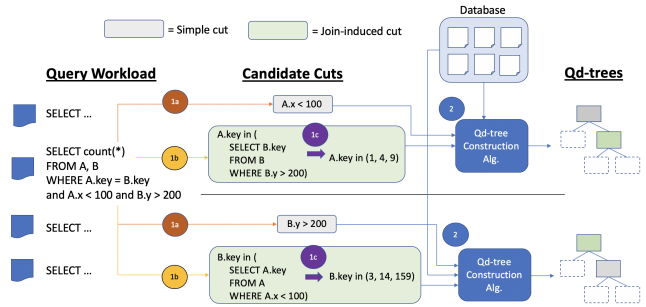 Database
= Simple cut
= Join-induced cut
Query Workload
Candidate Cuts
Qd-trees
1a
SELECT ...
A.x < 100
2
1b
SELECT count(*)
FROM A, B
WHERE A.key = B.key
and A.x < 100 and B.y > 200
A.key in (
SELECT B.key
FROM B
WHERE B.y > 200)
1c
A.key in (1, 4, 9)
Qd-tree
Construction
Alg.
1a
SELECT ...
B.y > 200
2
1b
SELECT ...
B.key in (
SELECT A.key
FROM A
WHERE A.x < 100)
1c
B.key in (3, 14, 159)
Qd-tree
Construction
Alg.